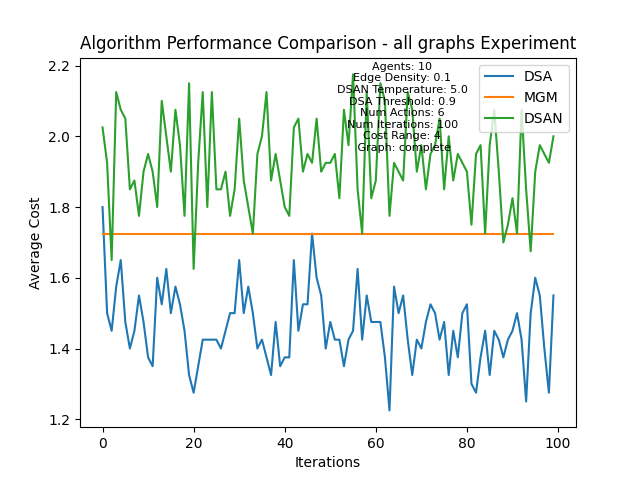 Algorithm Performance Comparison - all graphs Experiment
Agents: 10
Edge Density: 0.1
DSAN Temperature: 5.0
DSA Threshold: 0.9
Num Actions: 6
Num Iterations: 100
Cost Range: 4
Graph: complete
DSA
MGM
DSAN
Average Cost
2.2
2.0
1.8
1.6
1.4
1.2
0
20
40
60
80
100
Iterations